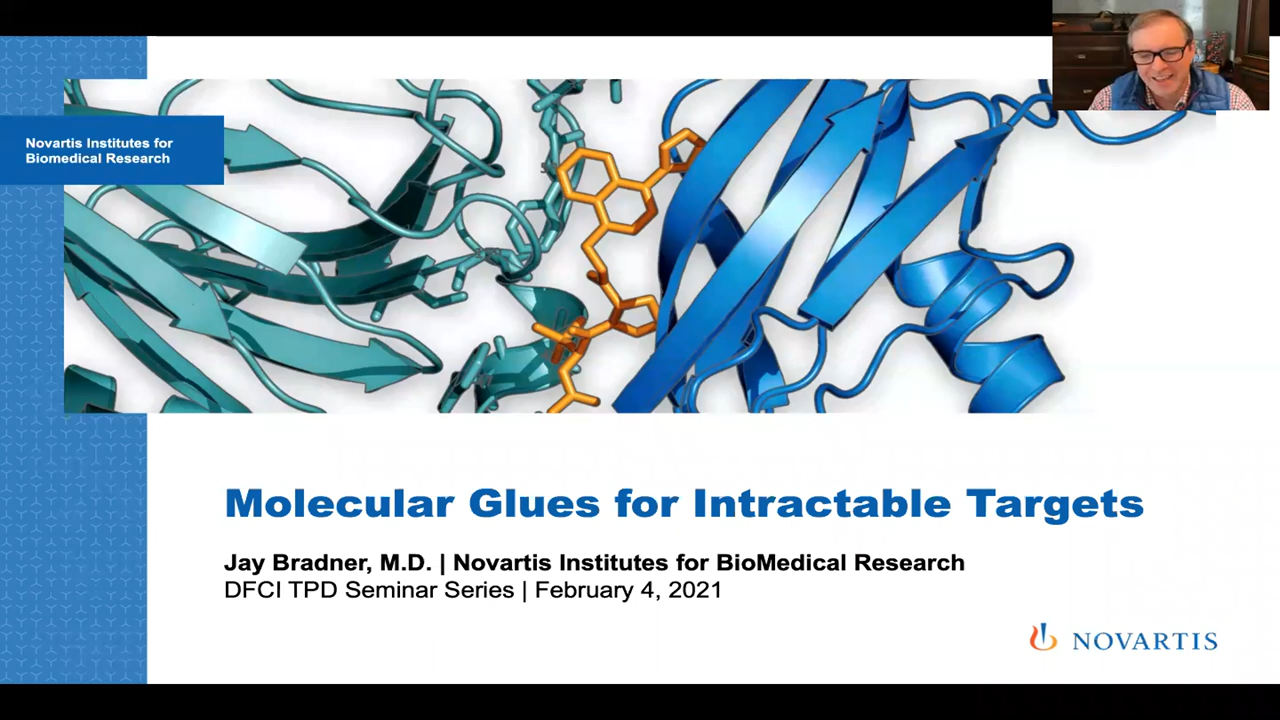 Novartis Institutes for
Biomedical Research
Molecular Glues for Intractable Targets
Jay Bradner, M.D. | Novartis Institutes for BioMedical Research
DFCI TPD Seminar Series | February 4, 2021
NOVARTIS